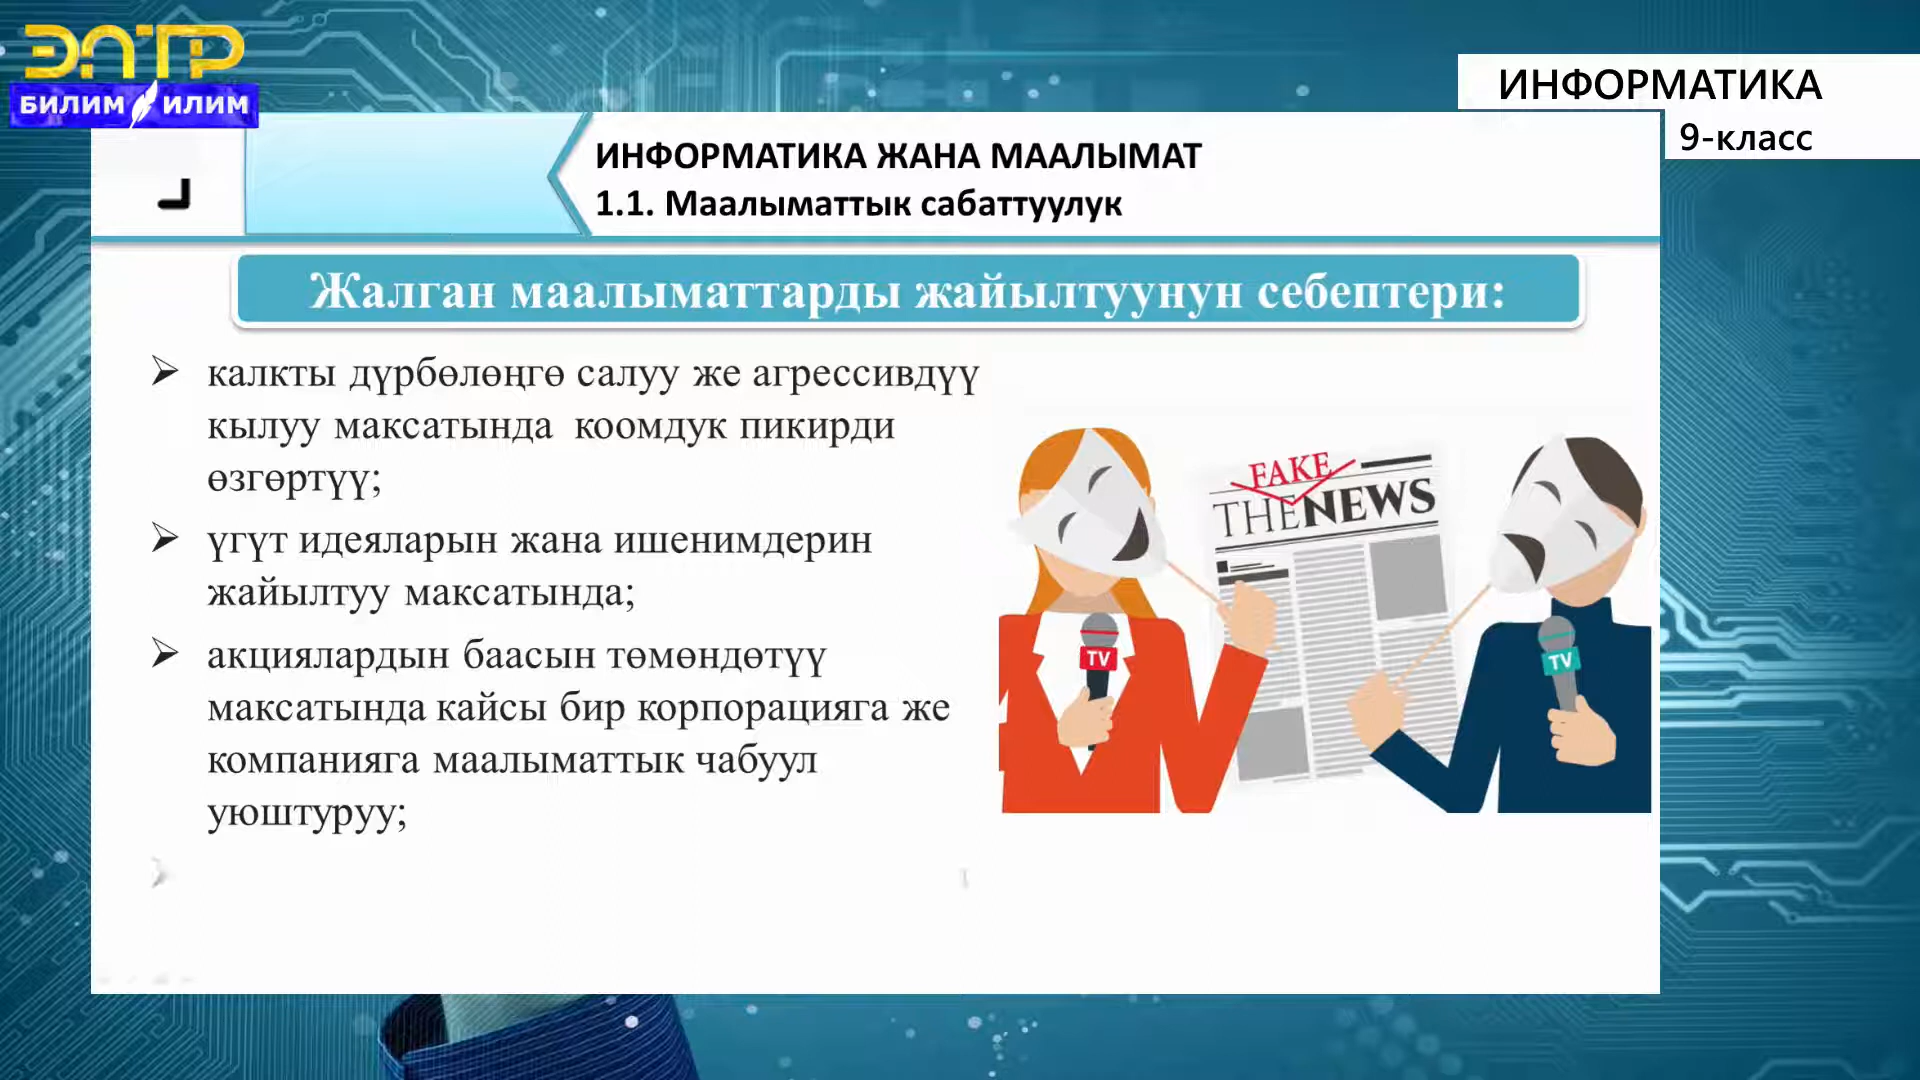 ЭЛТР
БИЛИМ ИЛИМ
ИНФОРМАТИКА
9-класс
ИНФОРМАТИКА ЖАНА МААЛЫМАТ
1.1. Маалыматтык сабаттуулук
Жалган маалыматтарды жайылтуунун себептери:
➢ калкты дүрбөлөңгө салуу же агрессивдүү
кылуу максатында коомдук пикирди
өзгөртүү;
➢ үгүт идеяларын жана ишенимдерин
жайылтуу максатында;
➢ акциялардын баасын төмөндөтүү
максатында кайсы бир корпорацияга же
компанияга маалыматтык чабуул
уюштуруу;
FAKE
THE NEWS
TV
TV